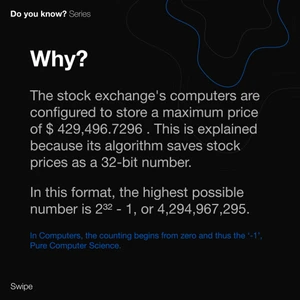 Do you know? Series
Why?
The stock exchange's computers are
configured to store a maximum price
of $ 429,496.7296 . This is explained
because its algorithm saves stock
prices as a 32-bit number.
In this format, the highest possible
number is 2³² - 1, or 4,294,967,295.
In Computers, the counting begins from zero and thus the '-1',
Pure Computer Science.
Swipe